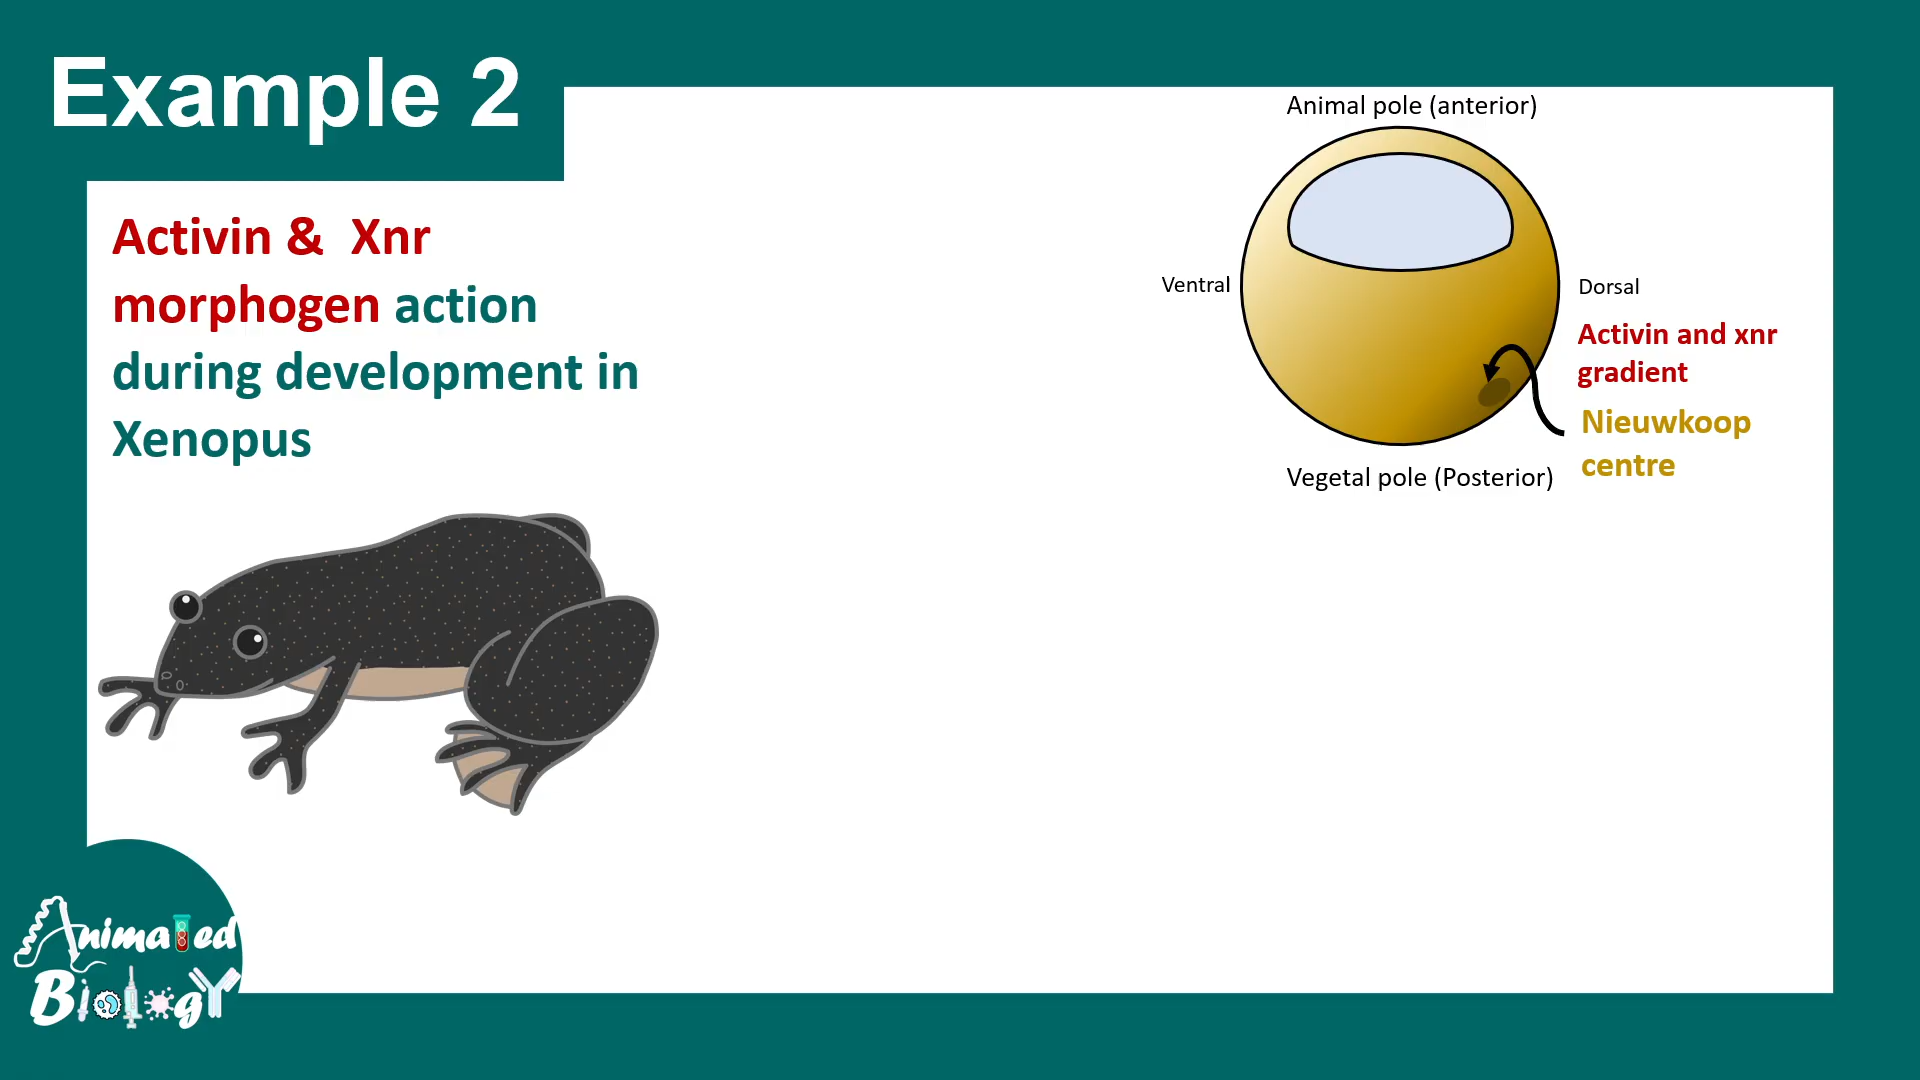 Example 2
Activin & Xnr
morphogen action
during development in
Xenopus
Animal pole (anterior)
Ventral
Dorsal
Activin and xnr
gradient
Nieuwkoop
centre
Vegetal pole (Posterior)
Animated
Biology